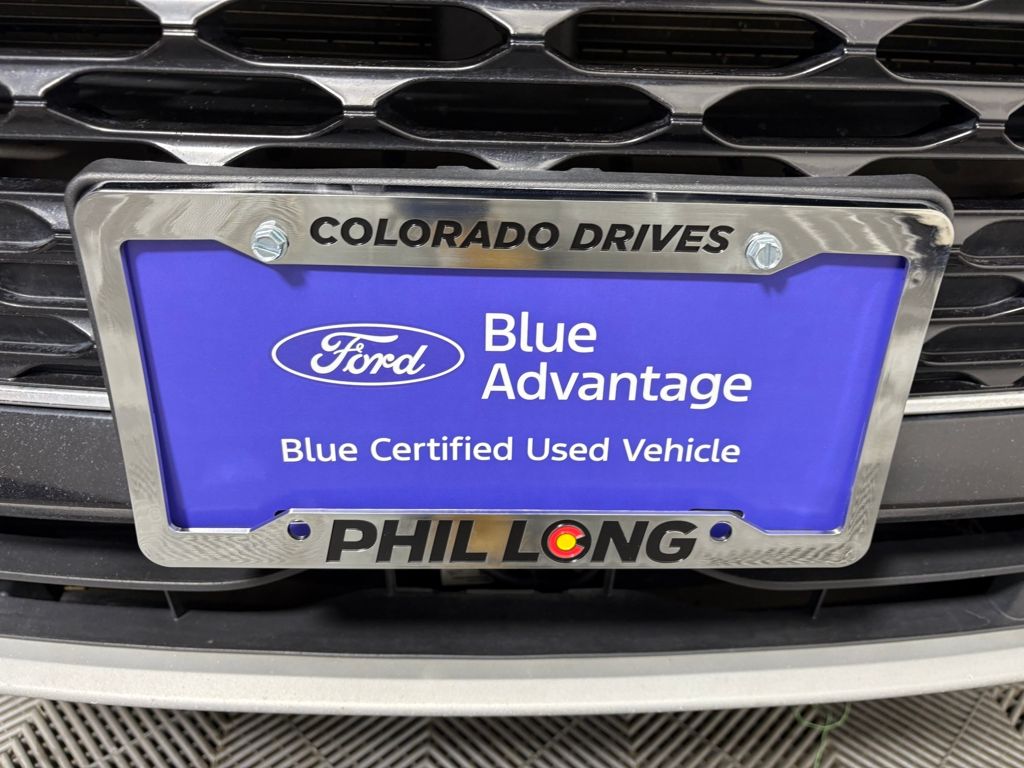 COLORADO DRIVES
Ford
Blue
Advantage
Blue Certified Used Vehicle
PHIL LONG